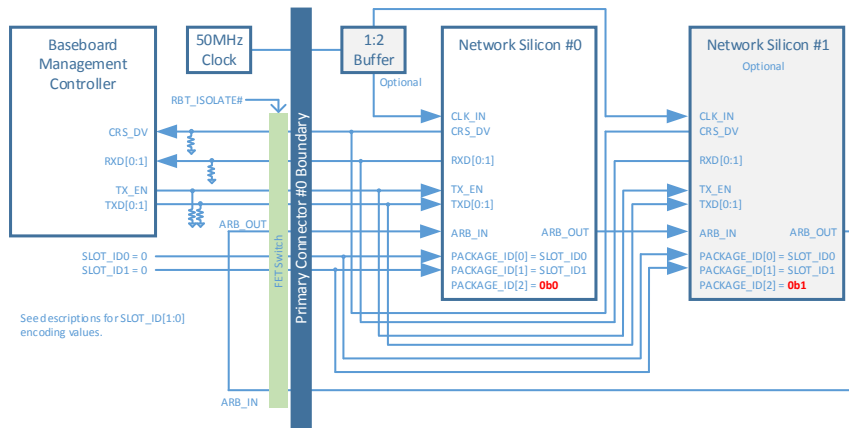 Baseboard
Management
Controller
50MHz
Clock
1:2
Buffer
Optional
Network Silicon #0
Network Silicon #1
Optional
RBT_ISOLATE#
CRS_DV
RXD[0:1]
TX_EN
TXD[0:1]
ARB_OUT
SLOT_ID0 = 0
SLOT_ID1 = 0
See descriptions for SLOT_ID[1:0]
encoding values.
ARB_IN
FET Switch
Primary Connector #0 Boundary
CLK_IN
CRS_DV
RXD[0:1]
TX_EN
TXD[0:1]
ARB_IN ARB_OUT
PACKAGE_ID[0] = SLOT_ID0
PACKAGE_ID[1] = SLOT_ID1
PACKAGE_ID[2] = 0b0
CLK_IN
CRS_DV
RXD[0:1]
TX_EN
TXD[0:1]
ARB_IN ARB_OUT
PACKAGE_ID[0] = SLOT_ID0
PACKAGE_ID[1] = SLOT_ID1
PACKAGE_ID[2] = 0b1